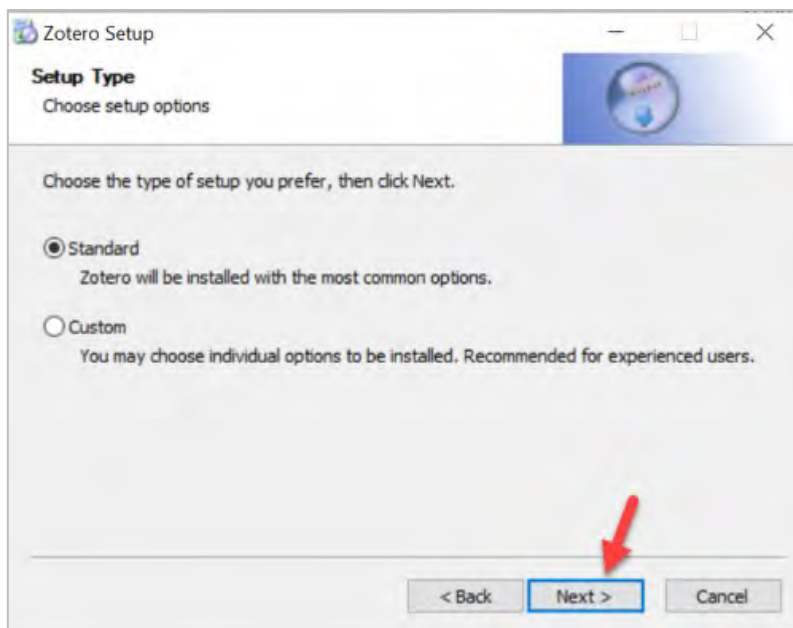 Zotero Setup
Setup Type
Choose setup options
Choose the type of setup you prefer, then click Next.
Standard
Zotero will be installed with the most common options.
Custom
You may choose individual options to be installed. Recommended for experienced users.
< Back Next > Cancel